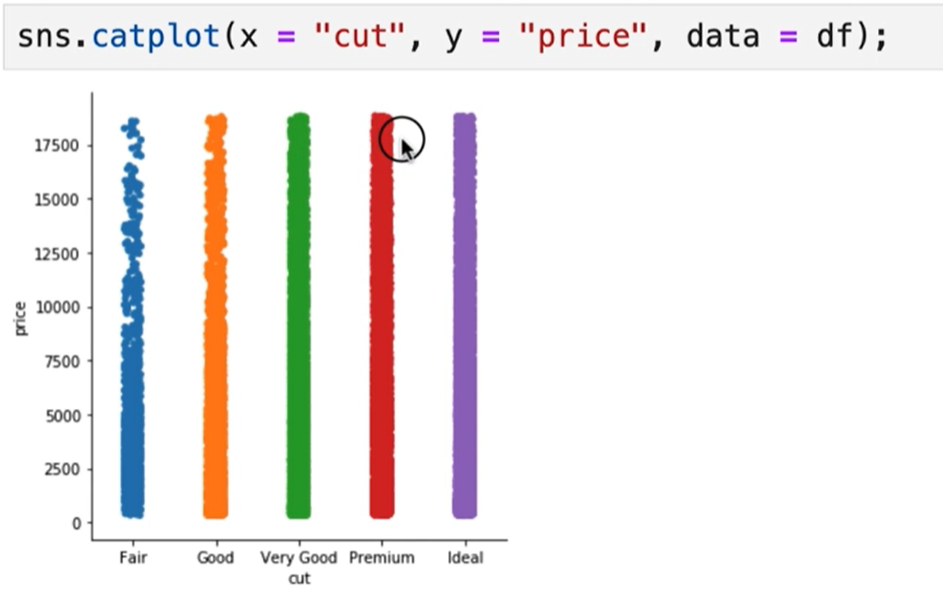 sns.catplot(x = "cut", y = "price", data = df);
17500
15000
12500
10000
7500
5000
2500
0
price
Fair Good Very Good Premium Ideal
cut